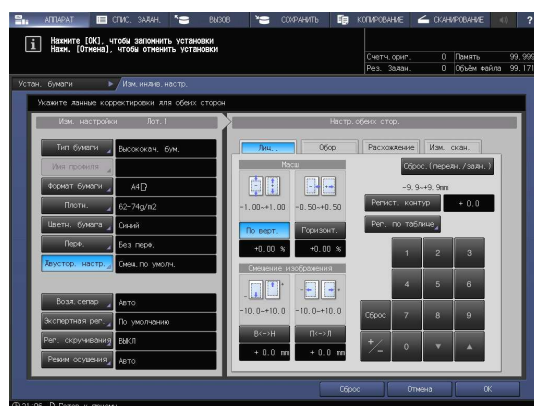 АППАРАТ
СПИС. ЗАДАН.
ВЫЗОВ
СОХРАНИТЬ
КОПИРОВАНИЕ
СКАНИРОВАНИЕ
?
Нажмите [OK], чтобы запомнить установки
Нажм. [Отмена], чтобы отменить установки
Счетч.ориг. 0 Память 99.999
Рез. Задан. 0 Объём файла 99.171
Устан. бумаги Изм.индив.настр.
Укажите данные корректировки для обеих сторон
Изм. настройки Лот.1
Настр.обеих стор.
Тип бумаги Высококач. бум.
Имя профиля
Формат бумаги A4
Плотн. 62-74g/m2
Цветн. бумага Синий
Перф. Без перф.
Двустор. настр. Смещ.по умолч.
Возд.сепар Авто
Экспертная рег. По умолчанию
Рег. скручивания ВЫКЛ
Режим осушения Авто
Лиц.
Обор
Расхождение
Изм. скан.
Масш
-1.00~+1.00 -0.50~+0.50
По верт. Горизонт.
+0.00 % +0.00 %
Смещение изображения
-10.0~+10.0 -10.0~+10.0
В<->Н П<->Л
+ 0.0 mm + 0.0 mm
Сброс.(передн./задн.)
-9.9~+9.9mm
Регист. контур + 0.0
Рег. по таблице
1 2 3
4 5 6
Сброс 7 8 9
+/- 0 ▼ ▲
Сброс
Отмена
OK